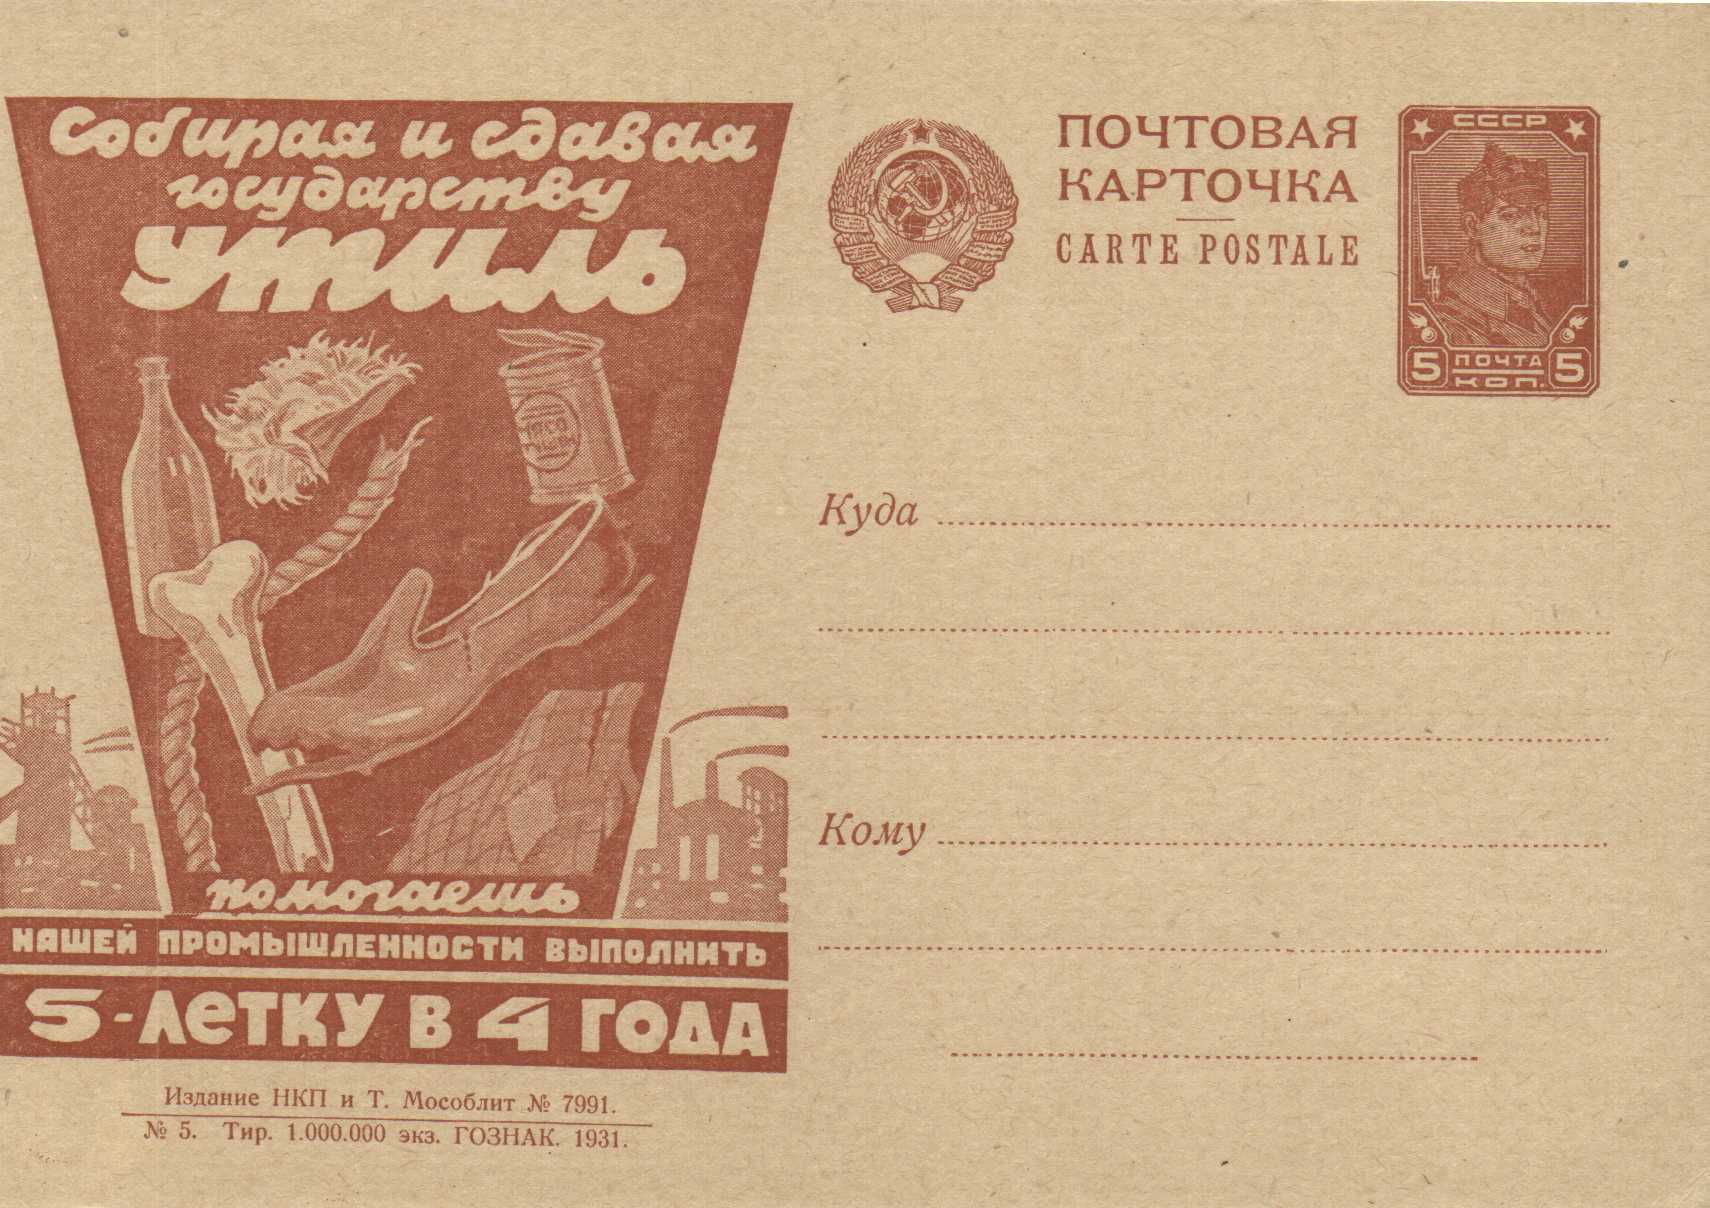 Собирая и сдавая
государству
утиль
помогаешь
НАШЕЙ ПРОМЫШЛЕННОСТИ ВЫПОЛНИТЬ
5-ЛЕТКУ В 4 ГОДА
Издание НКП и Т. Мособлит № 7991.
№ 5. Тир. 1.000.000 экз. ГОЗНАК. 1931.
ПОЧТОВАЯ
КАРТОЧКА
CARTE POSTALE
СССР
5 ПОЧТА 5
КОП.
Куда
Кому